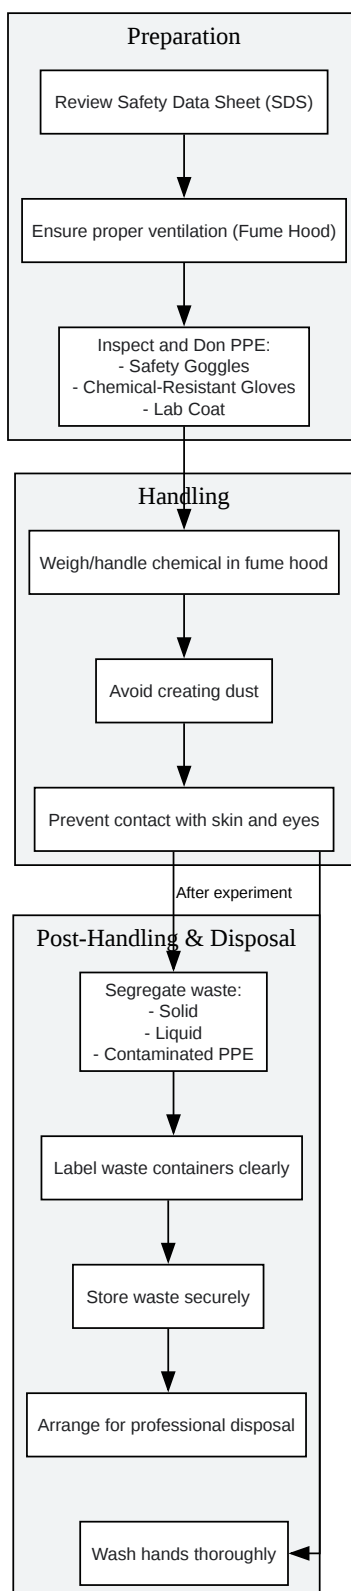 Preparation
Review Safety Data Sheet (SDS)
Ensure proper ventilation (Fume Hood)
Inspect and Don PPE:
- Safety Goggles
- Chemical-Resistant Gloves
- Lab Coat
Handling
Weigh/handle chemical in fume hood
Avoid creating dust
Prevent contact with skin and eyes
After experiment
Post-Handling & Disposal
Segregate waste:
- Solid
- Liquid
- Contaminated PPE
Label waste containers clearly
Store waste securely
Arrange for professional disposal
Wash hands thoroughly